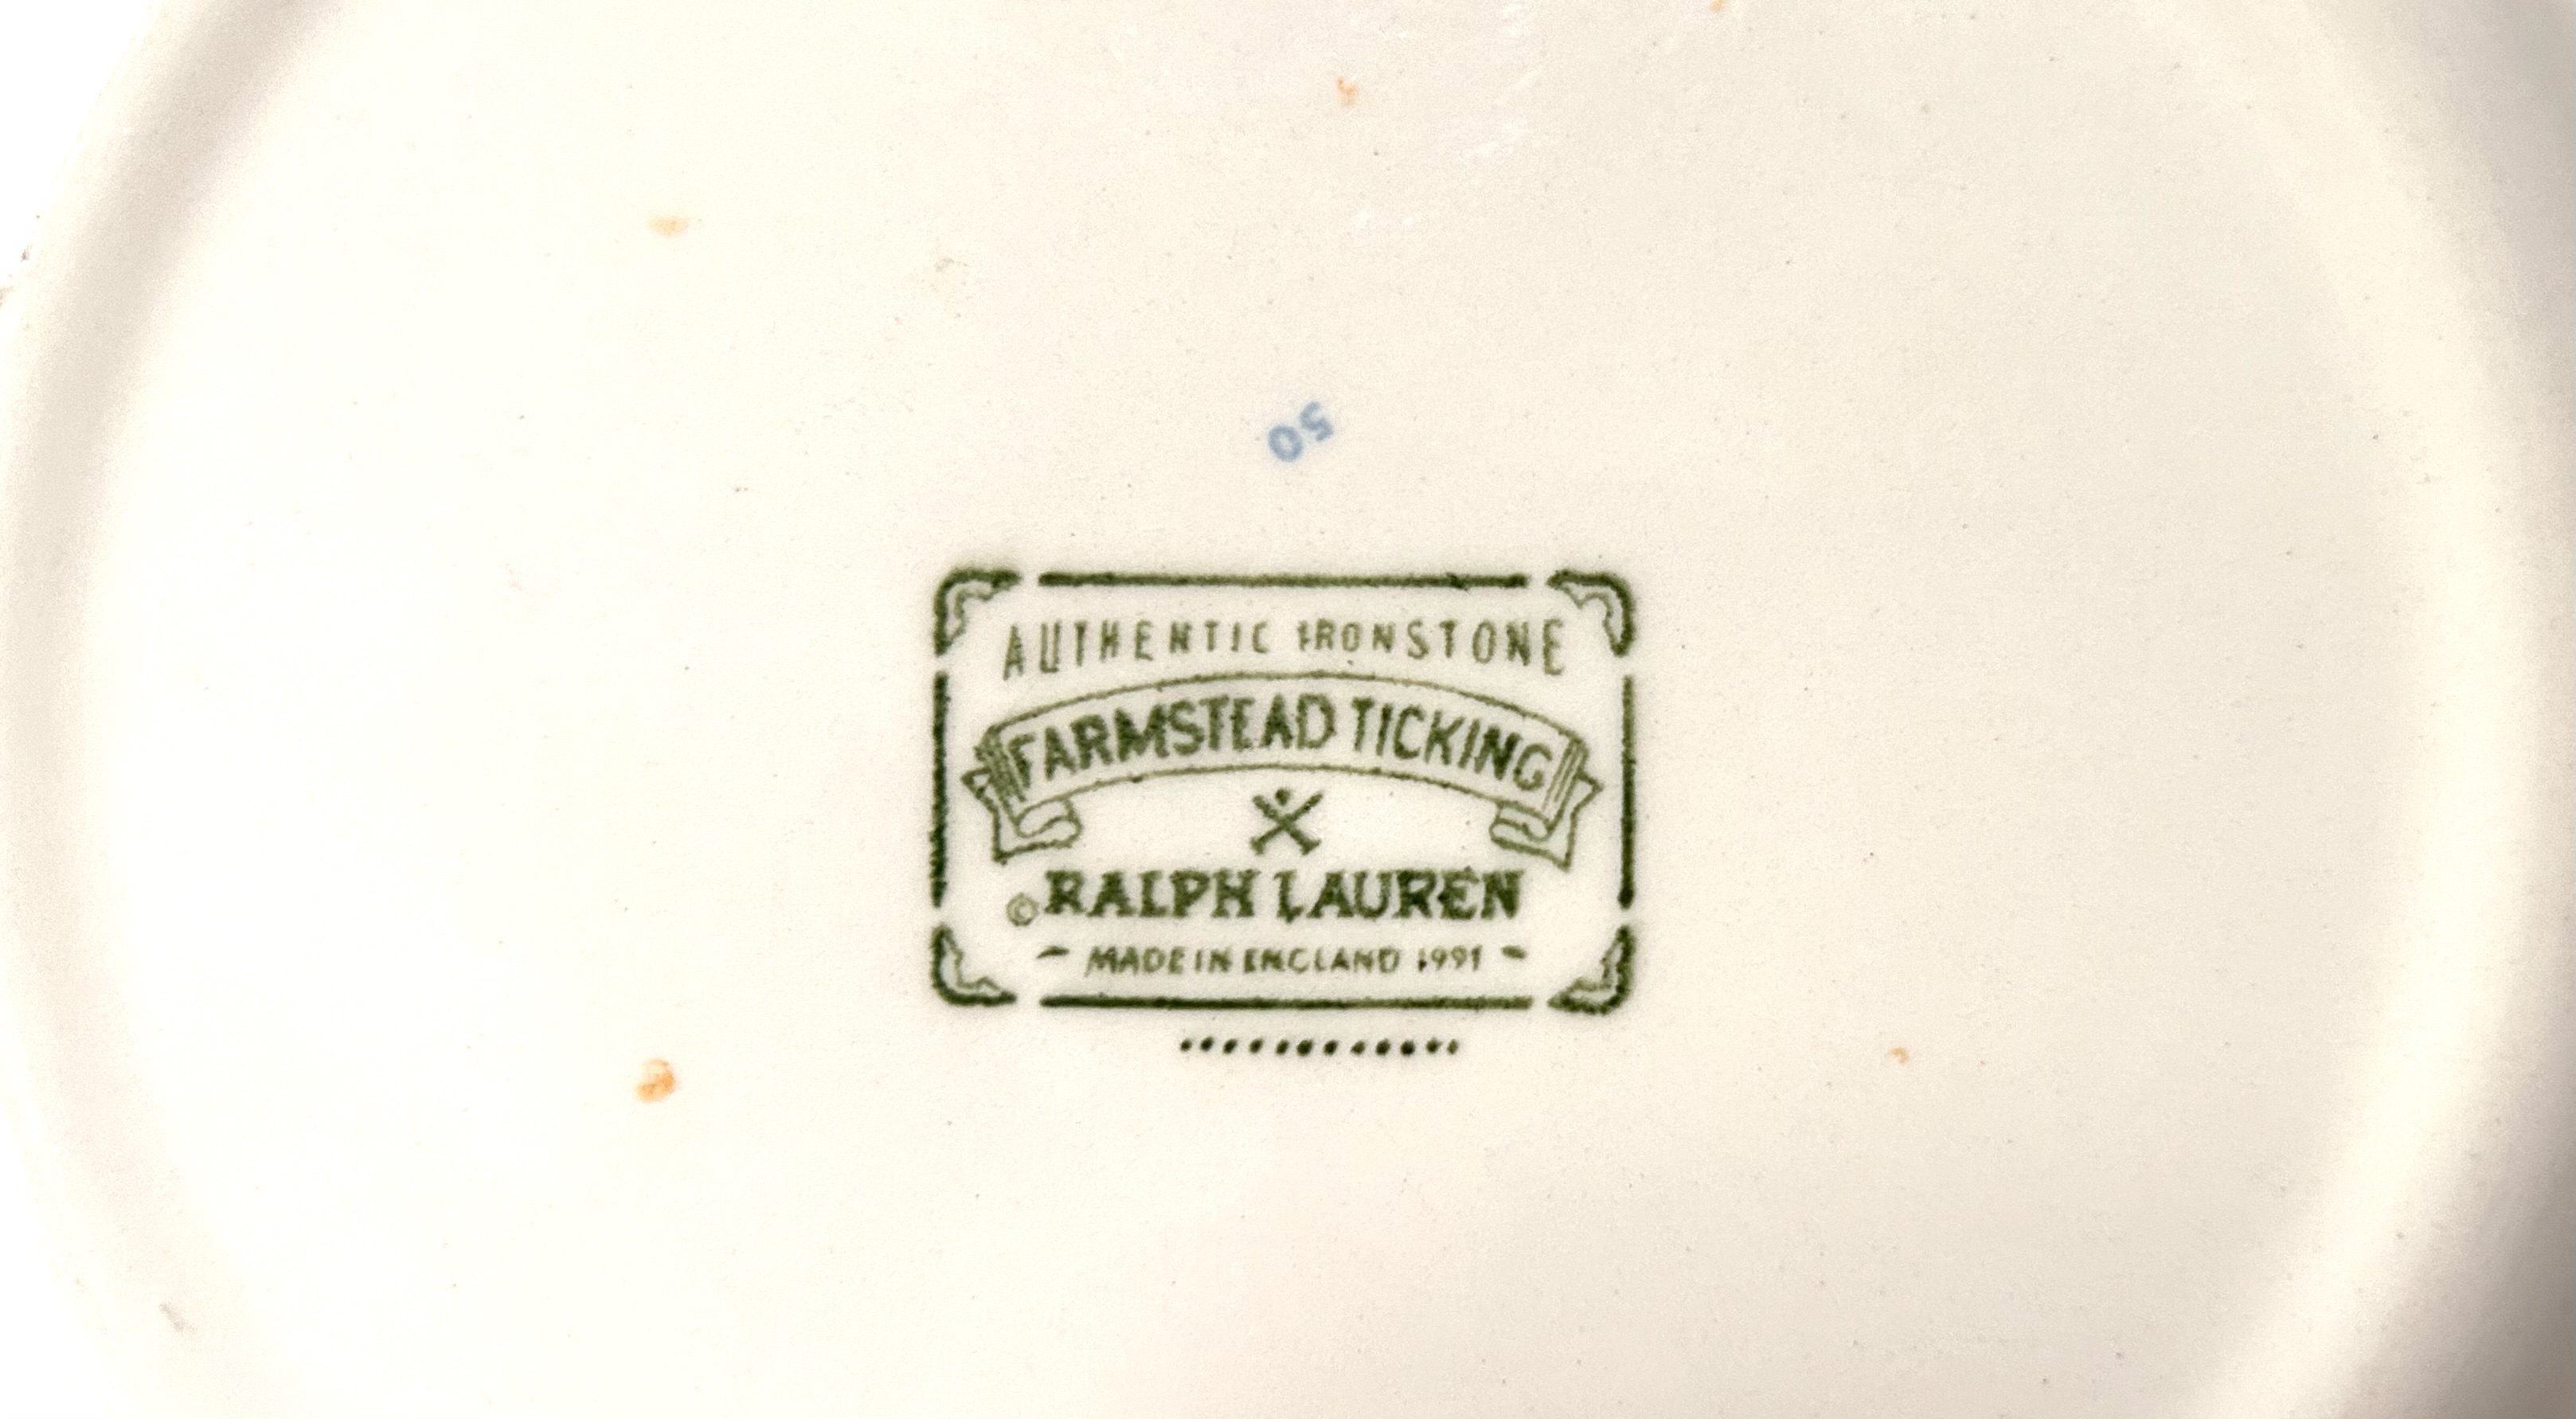 50
AUTHENTIC IRONSTONE
FARMSTEAD TICKING
© RALPH LAUREN
- MADE IN ENGLAND 1991 -